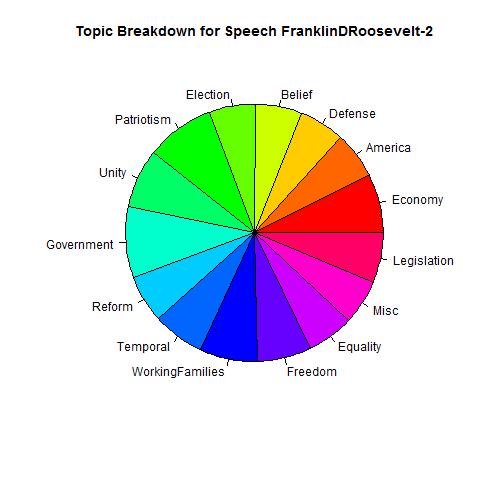 Topic Breakdown for Speech FranklinDRoosevelt-2
Election
Belief
Patriotism
Defense
America
Unity
Economy
Government
Legislation
Reform
Misc
Temporal
Equality
WorkingFamilies
Freedom